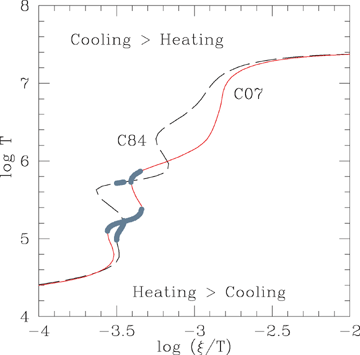 8
Cooling > Heating
7
C07
C84
log T
6
5
Heating > Cooling
4
-4
-3.5
-3
-2.5
-2
log (ξ/T)